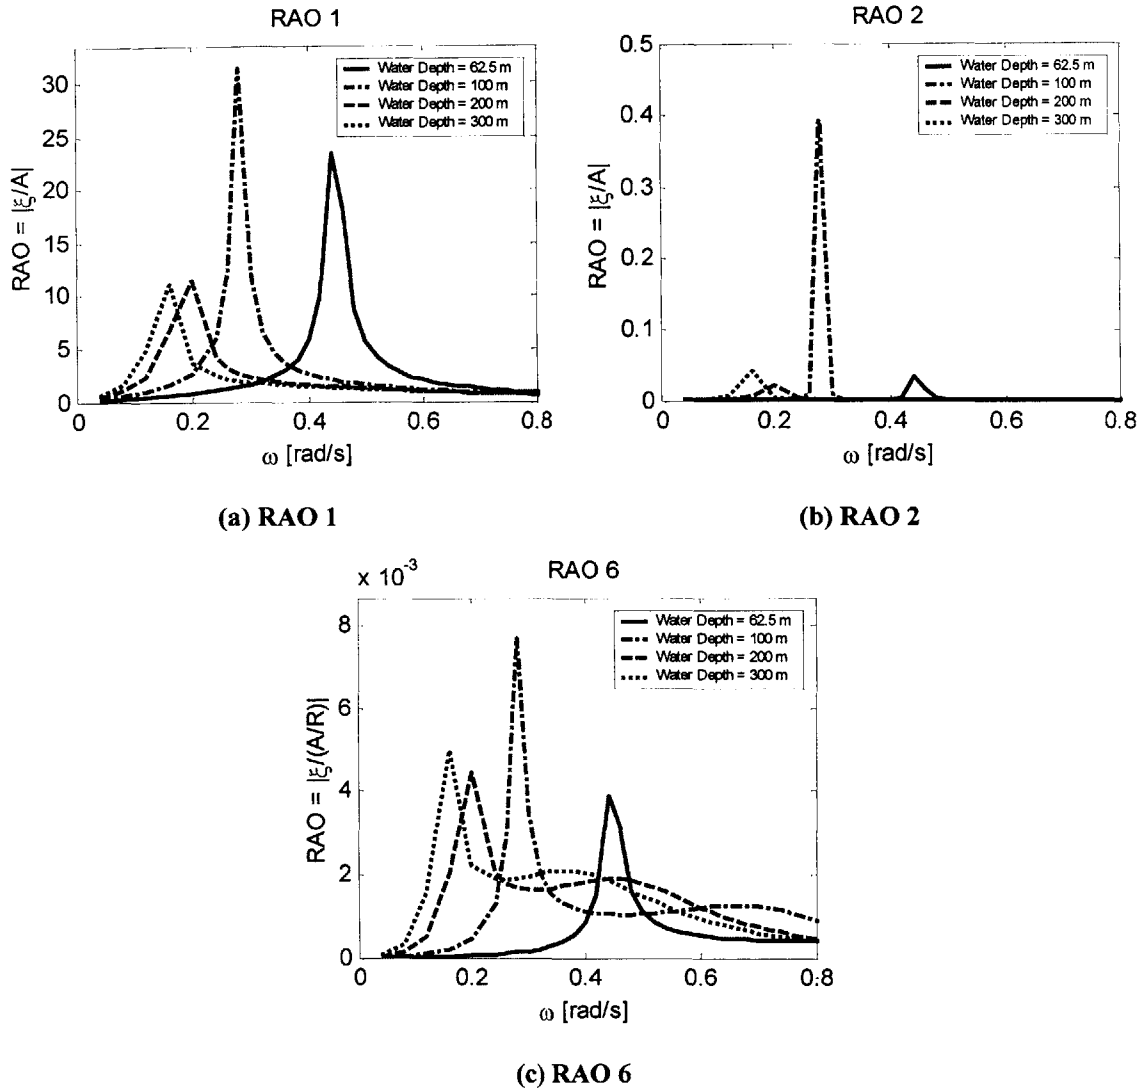 RAO 1
30
25
20
15
10
5
0
0
0.2
0.4
0.6
0.8
RAO = |ξ/A|
ω [rad/s]
Water Depth = 62.5 m
Water Depth = 100 m
Water Depth = 200 m
Water Depth = 300 m
(a) RAO 1
RAO 2
0.5
0.4
0.3
0.2
0.1
0
0
0.2
0.4
0.6
0.8
RAO = |ξ/A|
ω [rad/s]
Water Depth = 62.5 m
Water Depth = 100 m
Water Depth = 200 m
Water Depth = 300 m
(b) RAO 2
x 10⁻³
RAO 6
8
6
4
2
0
0
0.2
0.4
0.6
0.8
RAO = |ξ/(A/R)|
ω [rad/s]
Water Depth = 62.5 m
Water Depth = 100 m
Water Depth = 200 m
Water Depth = 300 m
(c) RAO 6